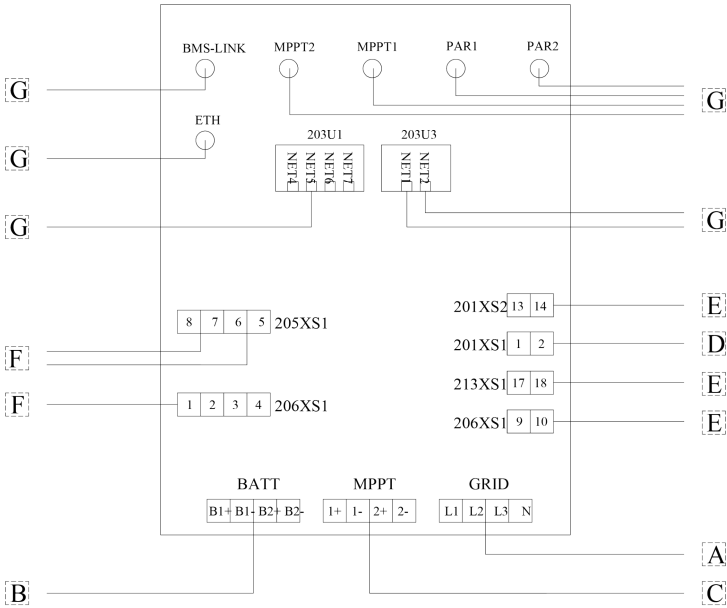 BMS-LINK MPPT2 MPPT1 PAR1 PAR2
G
G
ETH
203U1 203U3
NET4 NET5 NET6 NET7 NET1 NET2
G
G
G
201XS2 13 14 E
8 7 6 5 205XS1
201XS1 1 2 D
F
213XS1 17 18 E
F 1 2 3 4 206XS1
206XS1 9 10 E
BATT MPPT GRID
B1+ B1- B2+ B2- 1+ 1- 2+ 2- L1 L2 L3 N
A
B
C